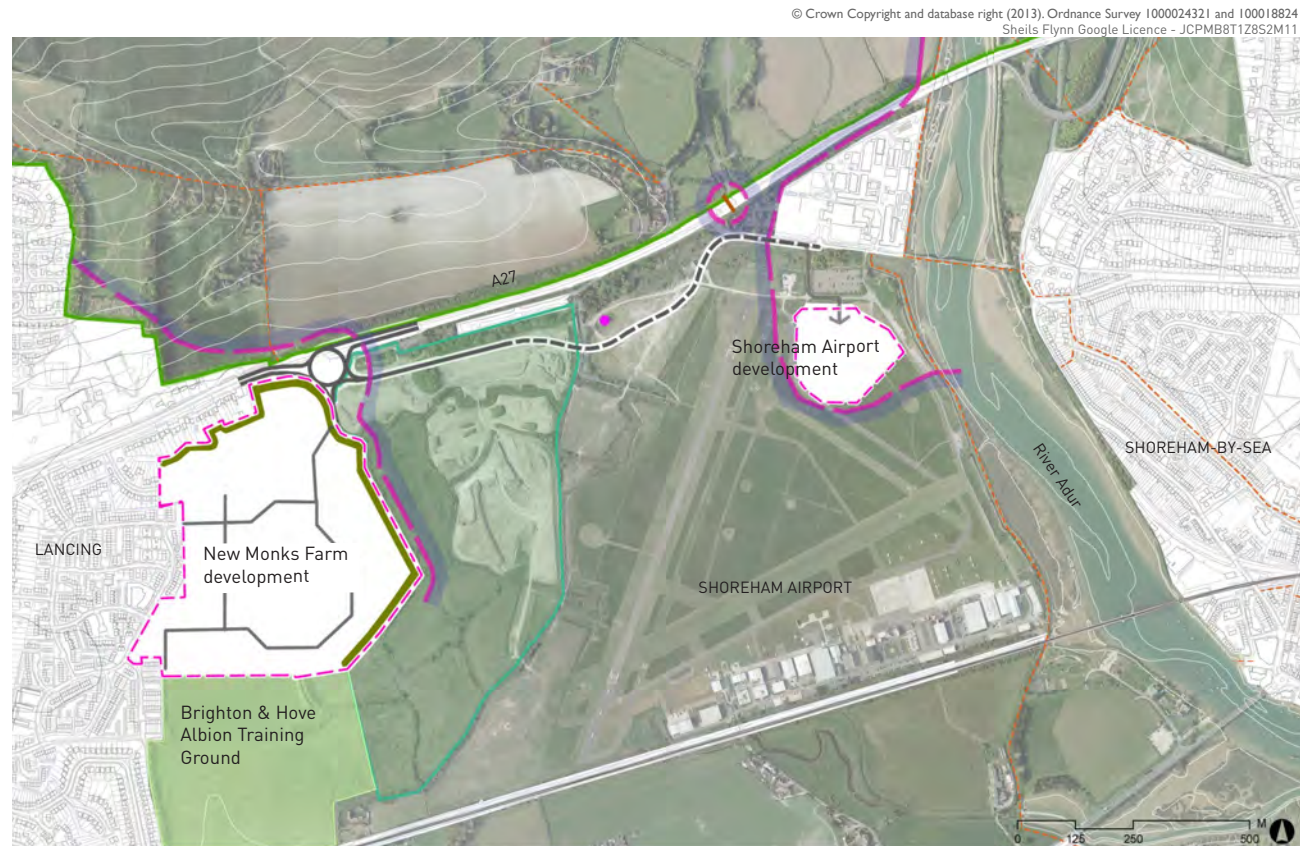 © Crown Copyright and database right (2013). Ordnance Survey 1000024321 and 100018824
Sheils Flynn Google Licence - JCPMB8T1Z8S2M11
A27
Shoreham Airport
development
SHOREHAM-BY-SEA
River Adur
LANCING
New Monks Farm
development
SHOREHAM AIRPORT
Brighton & Hove
Albion Training
Ground
M
0 125 250 500